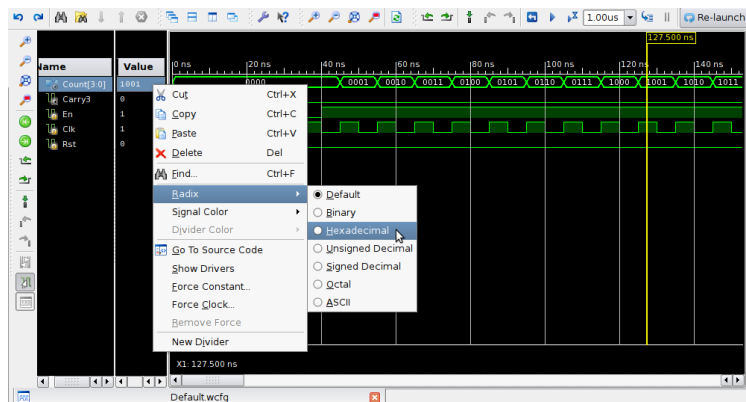 1.00us
Re-launch
127.500 ns
Name
Value
0 ns
20 ns
40 ns
60 ns
80 ns
100 ns
120 ns
140 ns
Count[3:0]
1001
0000
0001
0010
0011
0100
0101
0110
0111
1000
1001
1010
1011
Carry3
0
En
1
Clk
1
Rst
0
Cut Ctrl+X
Copy Ctrl+C
Paste Ctrl+V
Delete Del
Find... Ctrl+F
Radix
Signal Color
Divider Color
Go To Source Code
Show Drivers
Force Constant...
Force Clock...
Remove Force
New Divider
Default
Binary
Hexadecimal
Unsigned Decimal
Signed Decimal
Octal
ASCII
X1: 127.500 ns
Default.wcfg